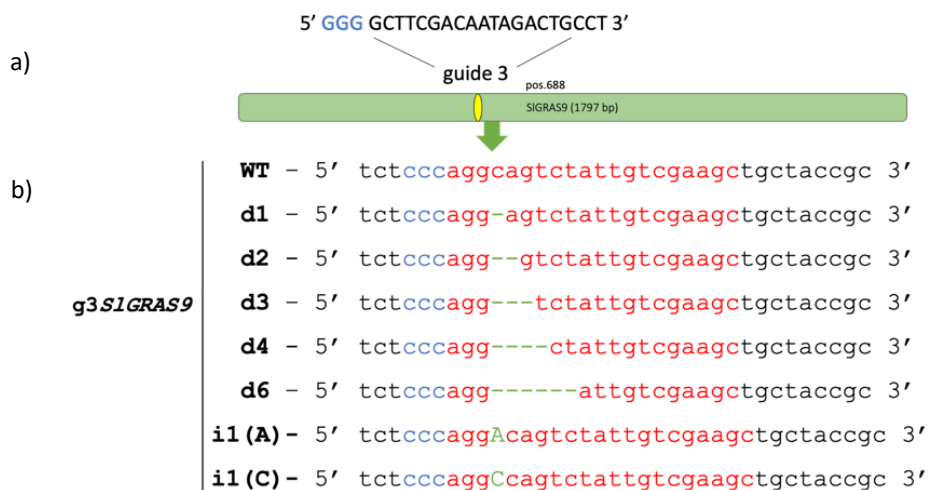 5’ GGG GCTTCGACAATAGACTGCCT 3’
a)
guide 3
pos.688
SlGRAS9 (1797 bp)
b)
WT – 5’ tctcccaggcagtctattgtcgaagctgctaccgc 3’
d1 – 5’ tctcccagg-agtctattgtcgaagctgctaccgc 3’
d2 – 5’ tctcccagg--gtctattgtcgaagctgctaccgc 3’
g3SlGRAS9
d3 – 5’ tctcccagg---tctattgtcgaagctgctaccgc 3’
d4 – 5’ tctcccagg----ctattgtcgaagctgctaccgc 3’
d6 – 5’ tctcccagg------attgtcgaagctgctaccgc 3’
i1(A)- 5’ tctcccaggAcagtctattgtcgaagctgctaccgc 3’
i1(C)- 5’ tctcccaggCcagtctattgtcgaagctgctaccgc 3’